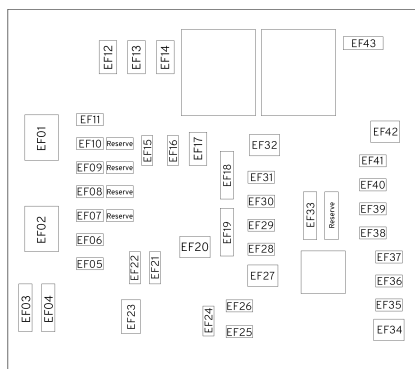 EF12
EF13
EF14
EF43
EF11
EF01
EF10
Reserve
EF15
EF16
EF17
EF32
EF42
EF09
Reserve
EF18
EF31
EF41
EF08
Reserve
EF30
EF40
EF07
Reserve
EF02
EF19
EF29
EF33
Reserve
EF39
EF06
EF20
EF28
EF38
EF05
EF22
EF21
EF27
EF37
EF36
EF03
EF04
EF23
EF24
EF26
EF35
EF25
EF34